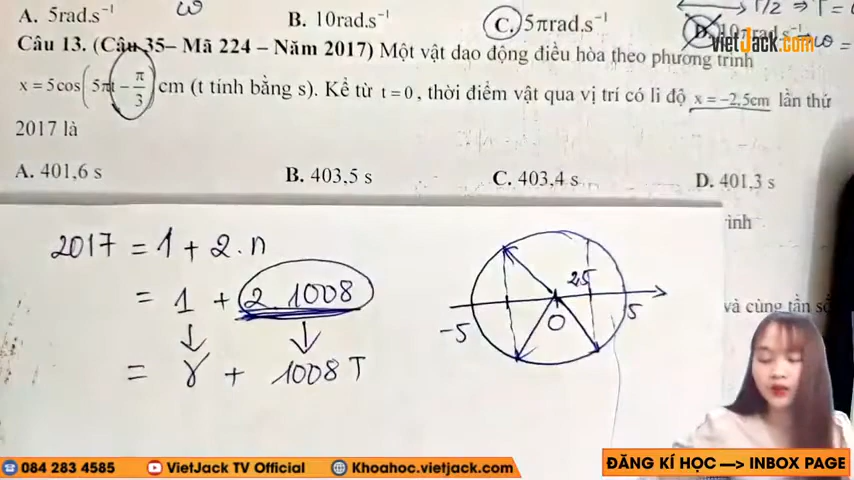 A. 5rad.s⁻¹
ω
B. 10rad.s⁻¹
C. 5πrad.s⁻¹
T/2 ⇒ T =
vietJack.com
ω =
Câu 13. (Câu 35– Mã 224 – Năm 2017) Một vật dao động điều hòa theo phương trình
x = 5cos(5πt − π/3) cm (t tính bằng s). Kể từ t = 0, thời điểm vật qua vị trí có li độ x = −2,5cm lần thứ
2017 là
A. 401,6 s
B. 403,5 s
C. 403,4 s
D. 401,3 s
2017 = 1 + 2.n
= 1 + 2.1008
= γ + 1008T
-5
O
2,5
5
và cùng tần số
084 283 4585
VietJack TV Official
Khoahoc.vietjack.com
ĐĂNG KÍ HỌC —> INBOX PAGE